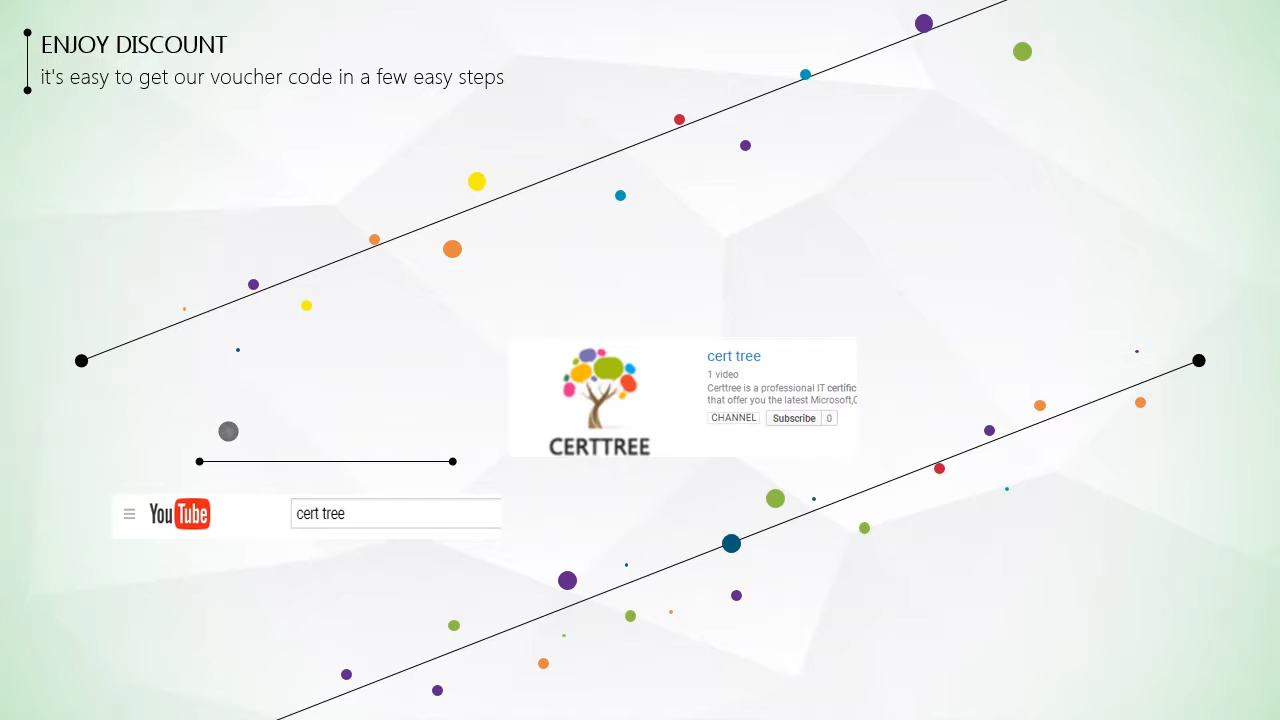 ENJOY DISCOUNT
it's easy to get our voucher code in a few easy steps
cert tree
1 video
Certtree is a professional IT certific
that offer you the latest Microsoft,C
CHANNEL Subscribe 0
CERTTREE
YouTube cert tree